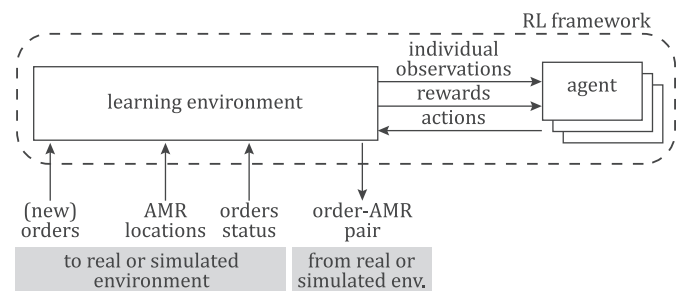 RL framework
individual
observations
learning environment
rewards
agent
actions
(new)
orders
AMR
locations
orders
status
order-AMR
pair
to real or simulated
environment
from real or
simulated env.